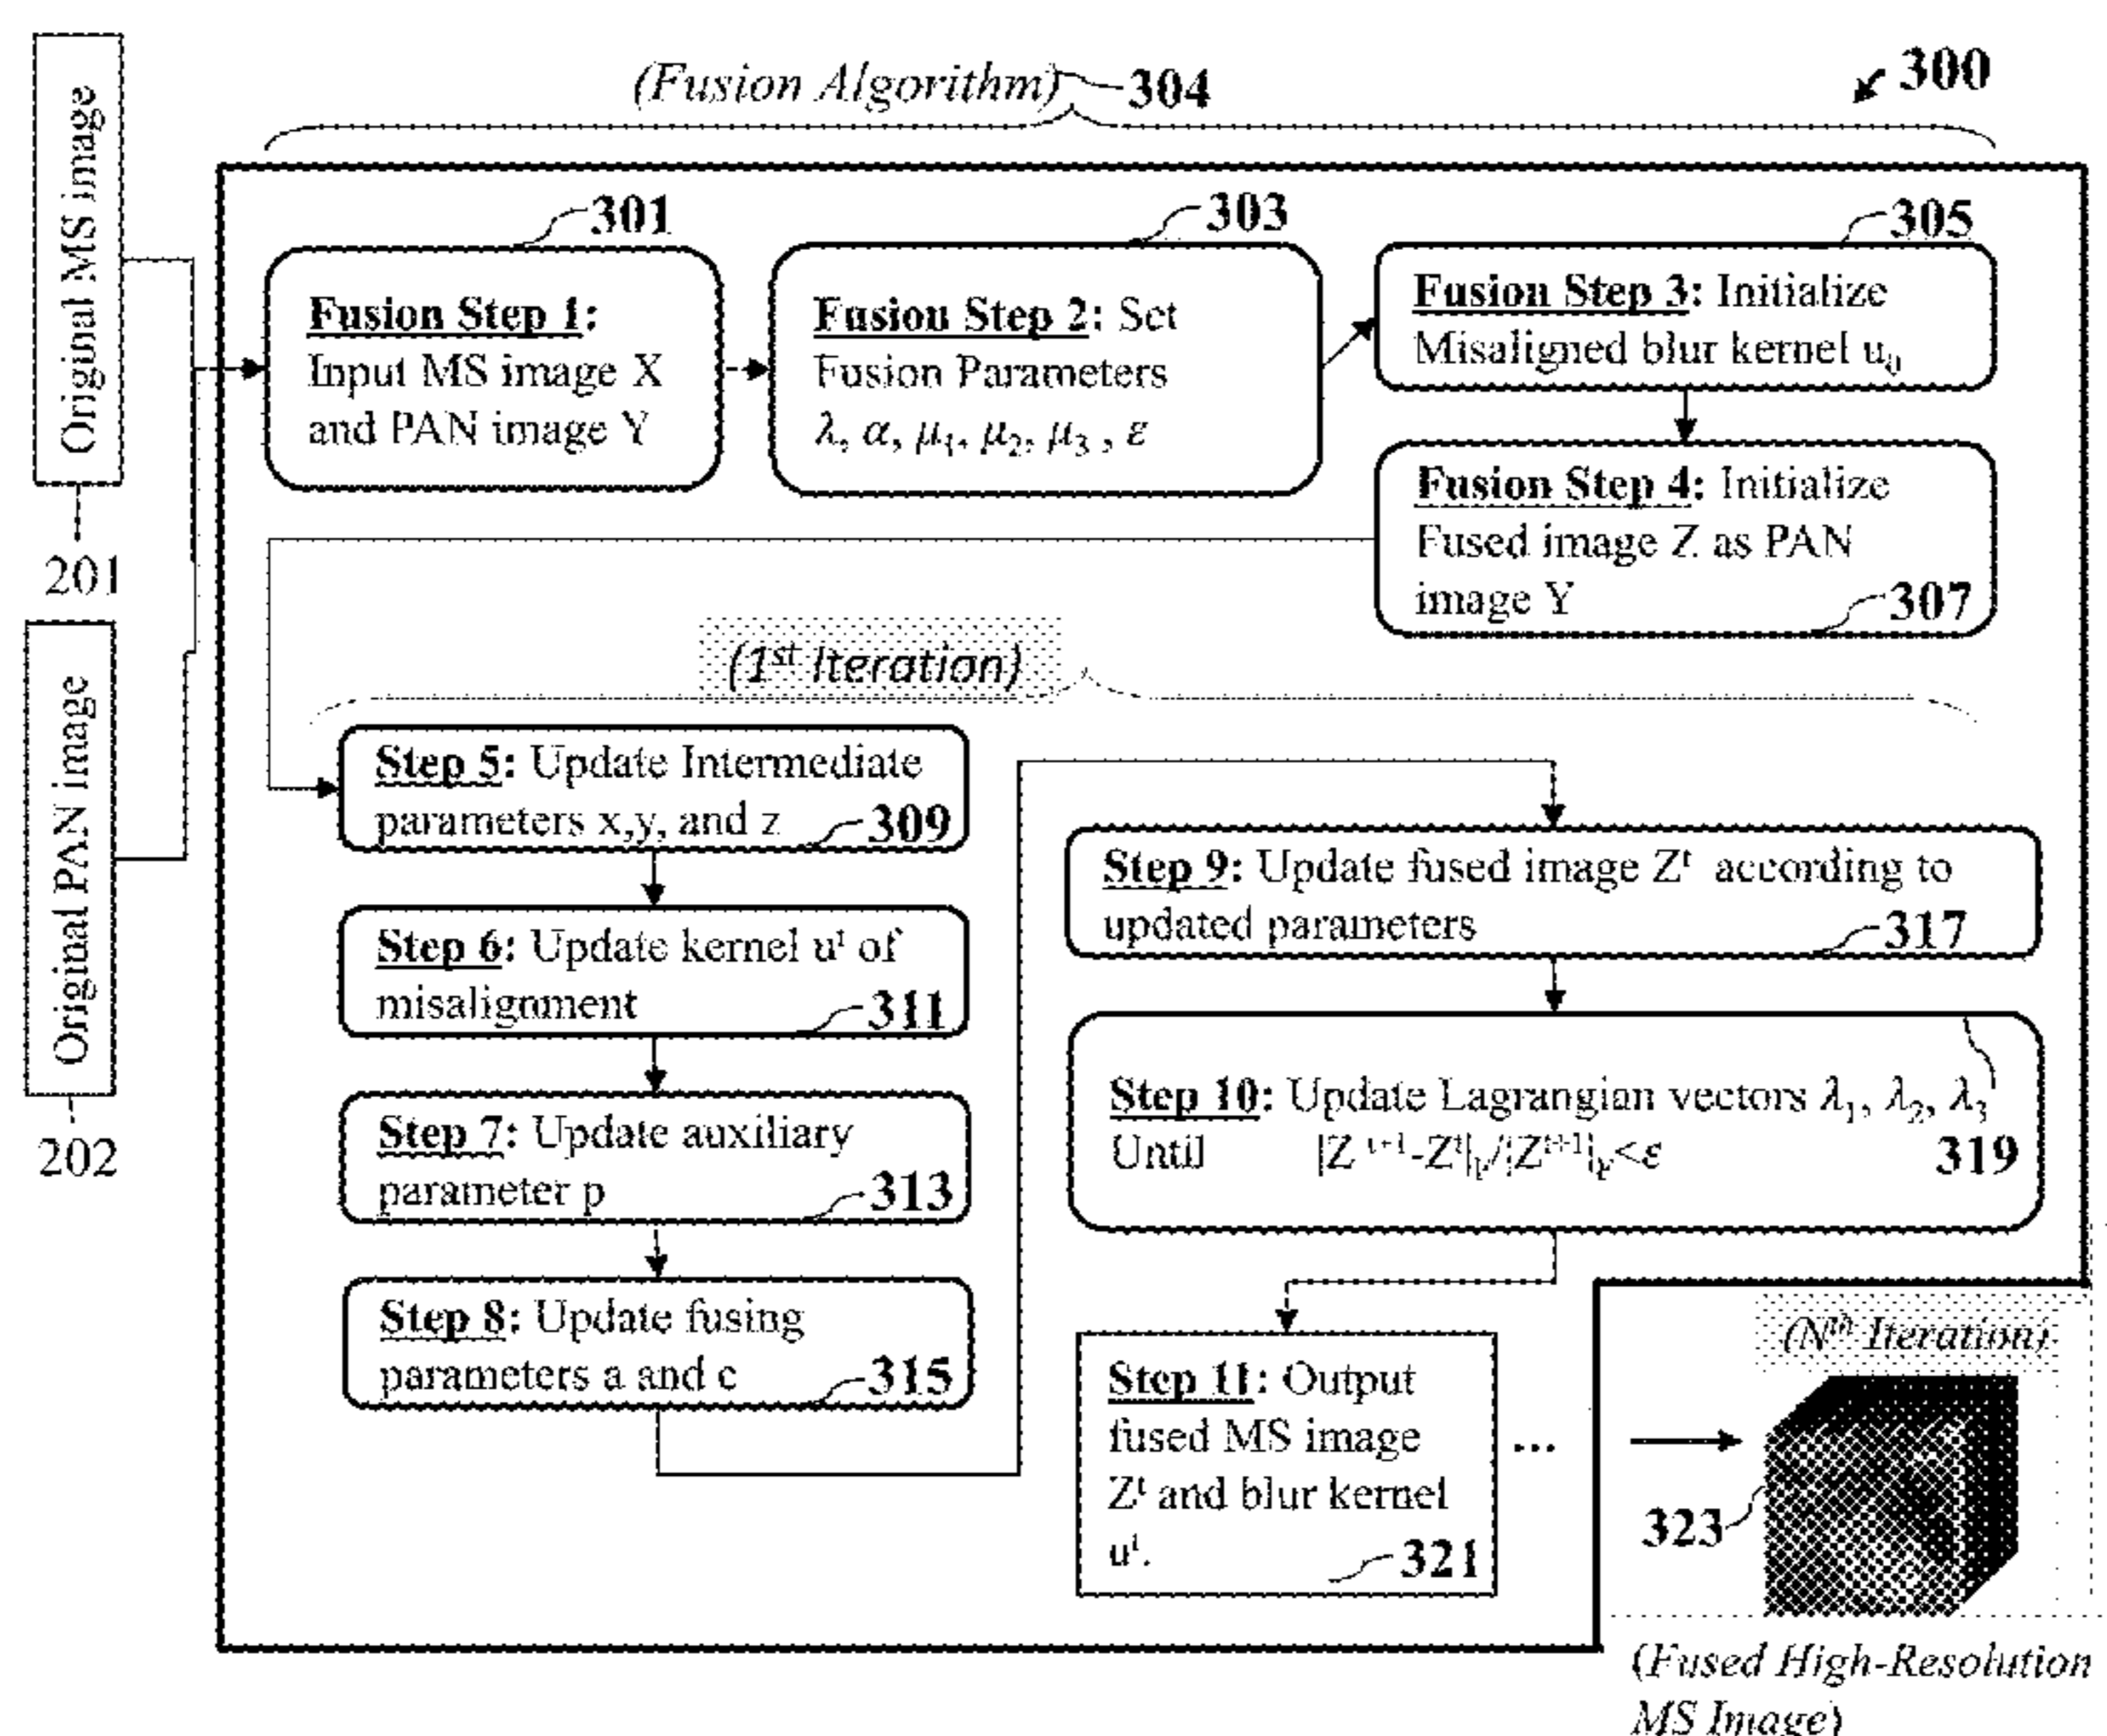 (Fusion Algorithm)
304
300
Original MS image
201
Original PAN image
202
301
Fusion Step 1:
Input MS image X
and PAN image Y
303
Fusion Step 2: Set
Fusion Parameters
λ, α, μ₁, μ₂, μ₃ , ε
305
Fusion Step 3: Initialize
Misaligned blur kernel u₀
Fusion Step 4: Initialize
Fused image Z as PAN
image Y
307
(1ˢᵗ Iteration)
Step 5: Update Intermediate
parameters x,y, and z
309
Step 6: Update kernel uᵗ of
misalignment
311
Step 7: Update auxiliary
parameter p
313
Step 8: Update fusing
parameters a and c
315
Step 9: Update fused image Zᵗ according to
updated parameters
317
Step 10: Update Lagrangian vectors λ₁, λ₂, λ₃
Until |Zᵗ⁺¹-Zᵗ|F/|Zᵗ⁺¹|F<ε
319
Step 11: Output
fused MS image
Zᵗ and blur kernel
uᵗ.
321
...
(Nᵗʰ Iteration)
323
(Fused High-Resolution
MS Image)